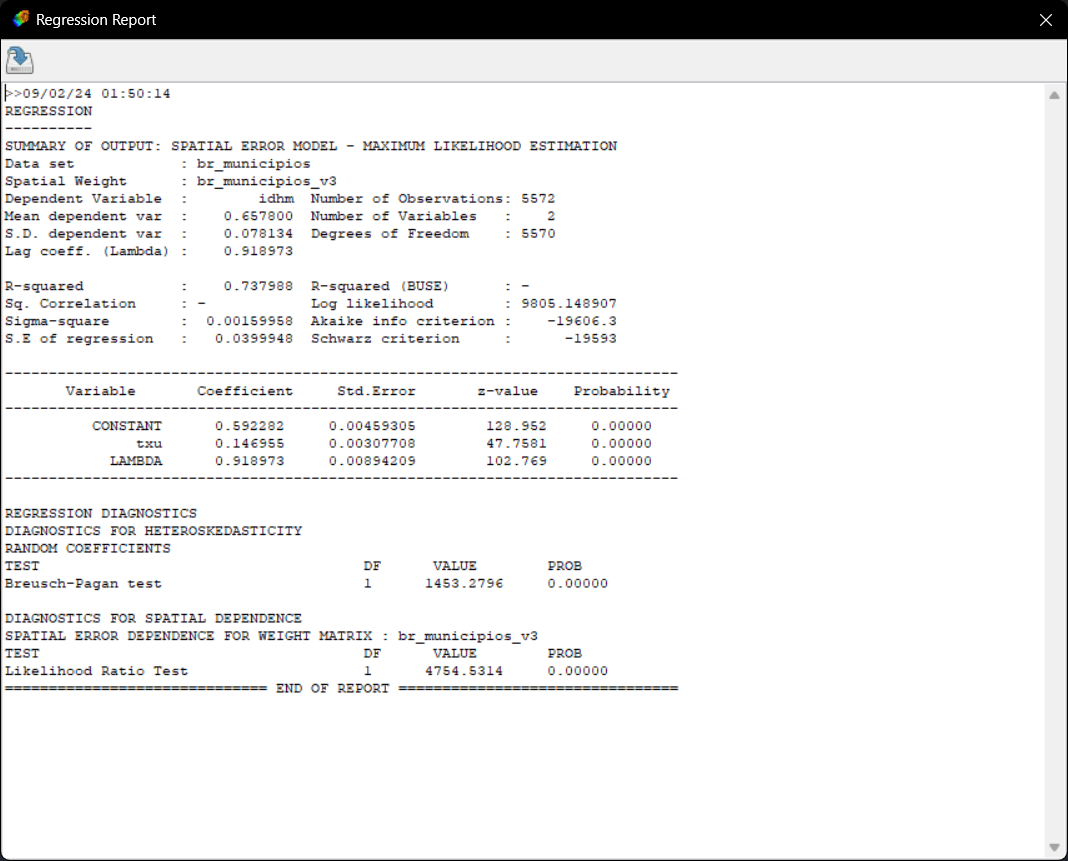 Regression Report
>>09/02/24 01:50:14
REGRESSION
----------
SUMMARY OF OUTPUT: SPATIAL ERROR MODEL - MAXIMUM LIKELIHOOD ESTIMATION
Data set : br_municipios
Spatial Weight : br_municipios_v3
Dependent Variable : idhm Number of Observations: 5572
Mean dependent var : 0.657800 Number of Variables : 2
S.D. dependent var : 0.078134 Degrees of Freedom : 5570
Lag coeff. (Lambda) : 0.918973
R-squared : 0.737988 R-squared (BUSE) : -
Sq. Correlation : - Log likelihood : 9805.148907
Sigma-square : 0.00159958 Akaike info criterion : -19606.3
S.E of regression : 0.0399948 Schwarz criterion : -19593
-----------------------------------------------------------------------------
Variable Coefficient Std.Error z-value Probability
-----------------------------------------------------------------------------
CONSTANT 0.592282 0.00459305 128.952 0.00000
txu 0.146955 0.00307708 47.7581 0.00000
LAMBDA 0.918973 0.00894209 102.769 0.00000
-----------------------------------------------------------------------------
REGRESSION DIAGNOSTICS
DIAGNOSTICS FOR HETEROSKEDASTICITY
RANDOM COEFFICIENTS
TEST DF VALUE PROB
Breusch-Pagan test 1 1453.2796 0.00000
DIAGNOSTICS FOR SPATIAL DEPENDENCE
SPATIAL ERROR DEPENDENCE FOR WEIGHT MATRIX : br_municipios_v3
TEST DF VALUE PROB
Likelihood Ratio Test 1 4754.5314 0.00000
============================== END OF REPORT ================================